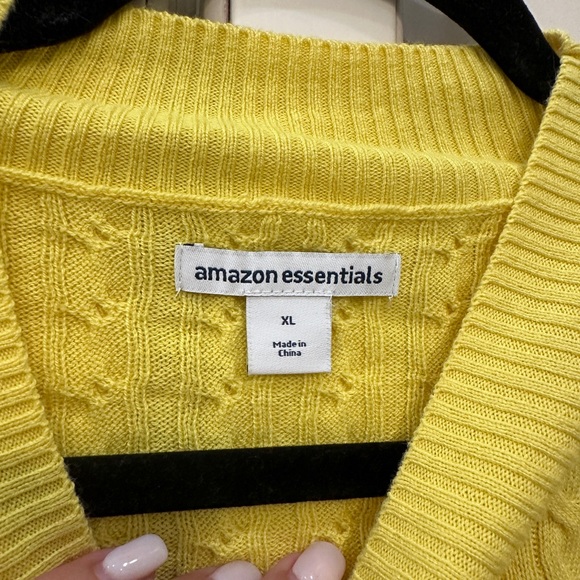 amazon essentials
XL
Made in
China